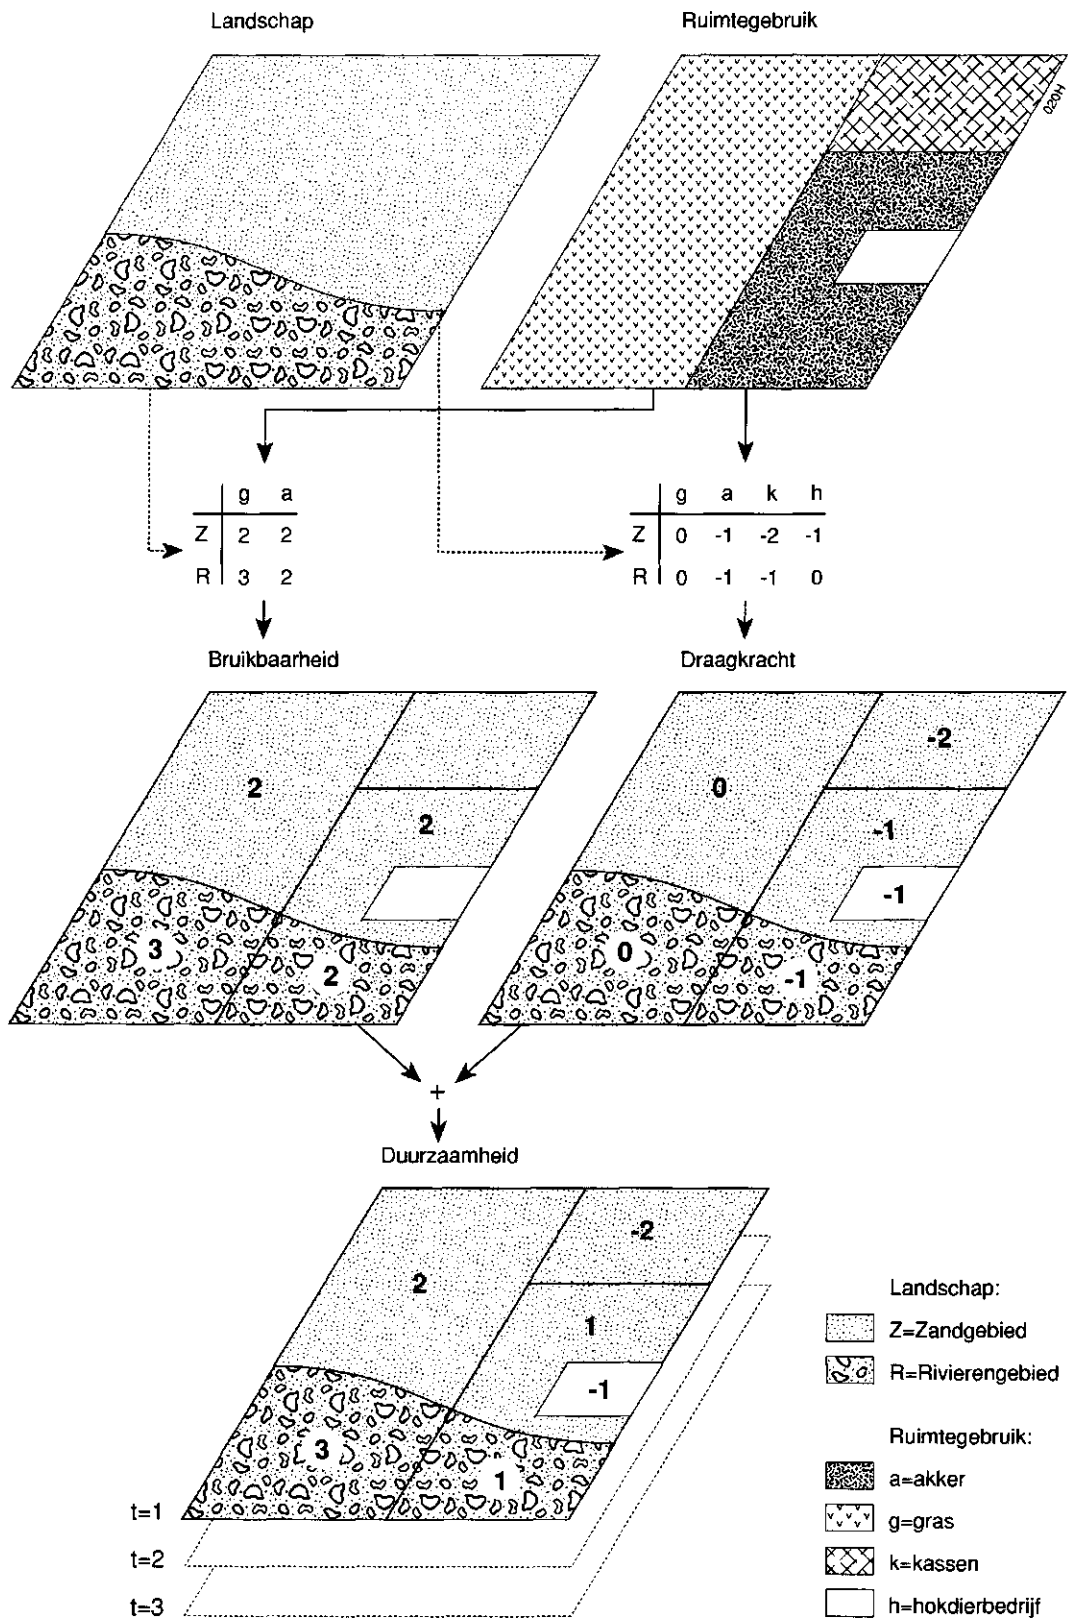 Landschap
Ruimtegebruik
020H
g a
Z 2 2
R 3 2
g a k h
Z 0 -1 -2 -1
R 0 -1 -1 0
Bruikbaarheid
Draagkracht
2
2
3
2
-2
0
-1
-1
0
-1
+
Duurzaamheid
-2
2
1
-1
3
1
t=1
t=2
t=3
Landschap:
Z=Zandgebied
R=Rivierengebied
Ruimtegebruik:
a=akker
g=gras
k=kassen
h=hokdierbedrijf